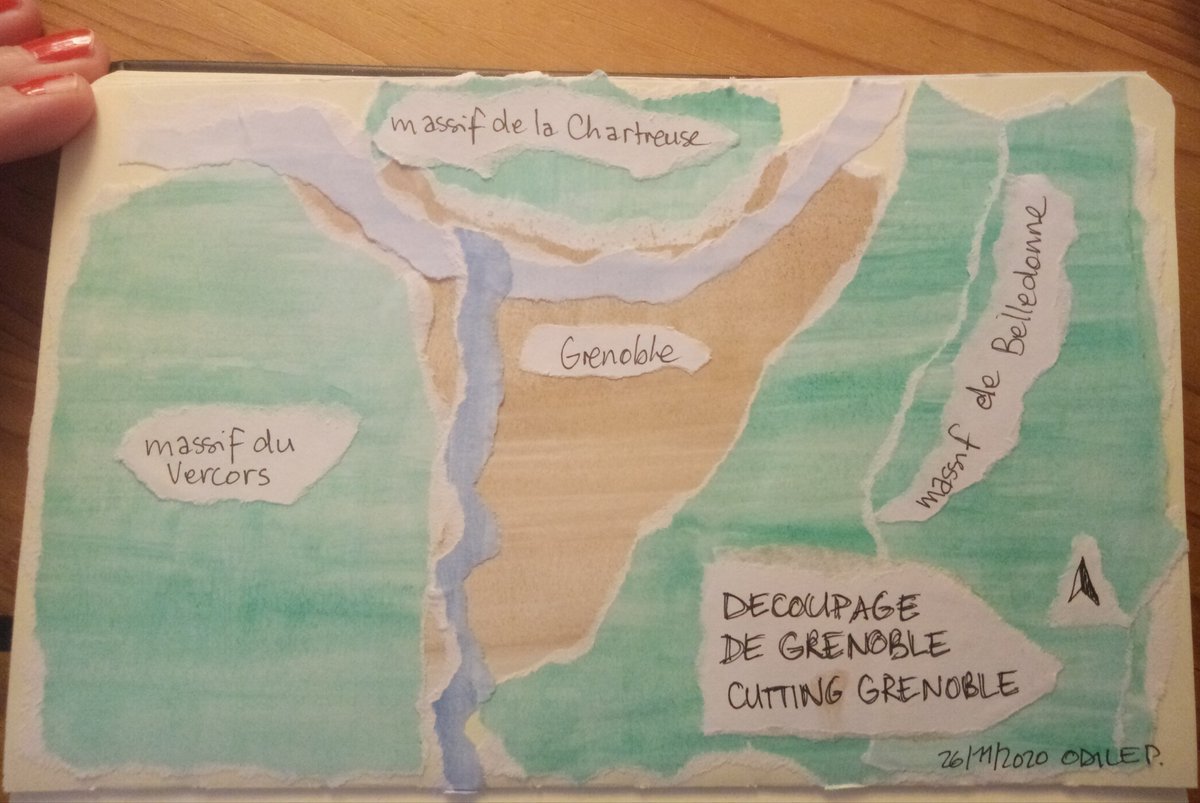 massif de la Chartreuse
Grenoble
massif du
Vercors
massif de Belledonne
DECOUPAGE
DE GRENOBLE
CUTTING GRENOBLE
26/11/2020 ODILE P.